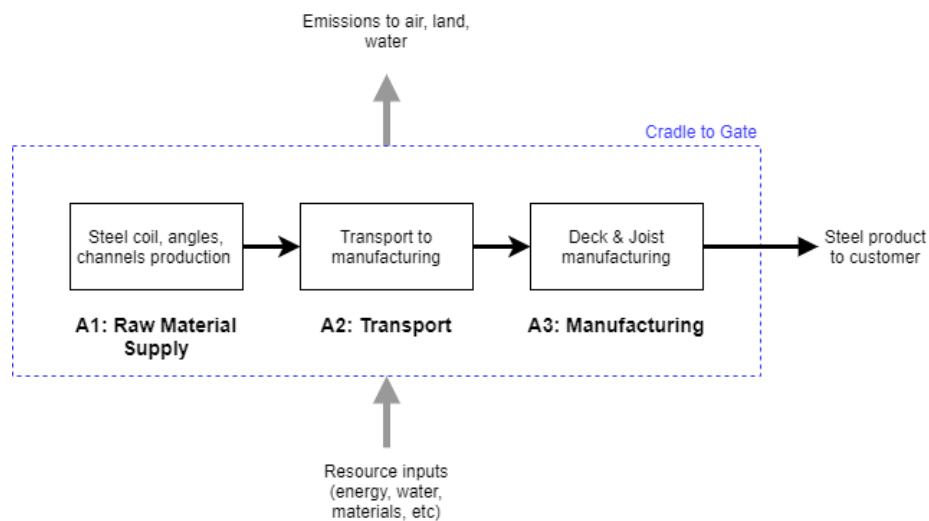 Emissions to air, land,
water
Cradle to Gate
Steel coil, angles,
channels production
Transport to
manufacturing
Deck & Joist
manufacturing
Steel product
to customer
A1: Raw Material
Supply
A2: Transport
A3: Manufacturing
Resource inputs
(energy, water,
materials, etc)